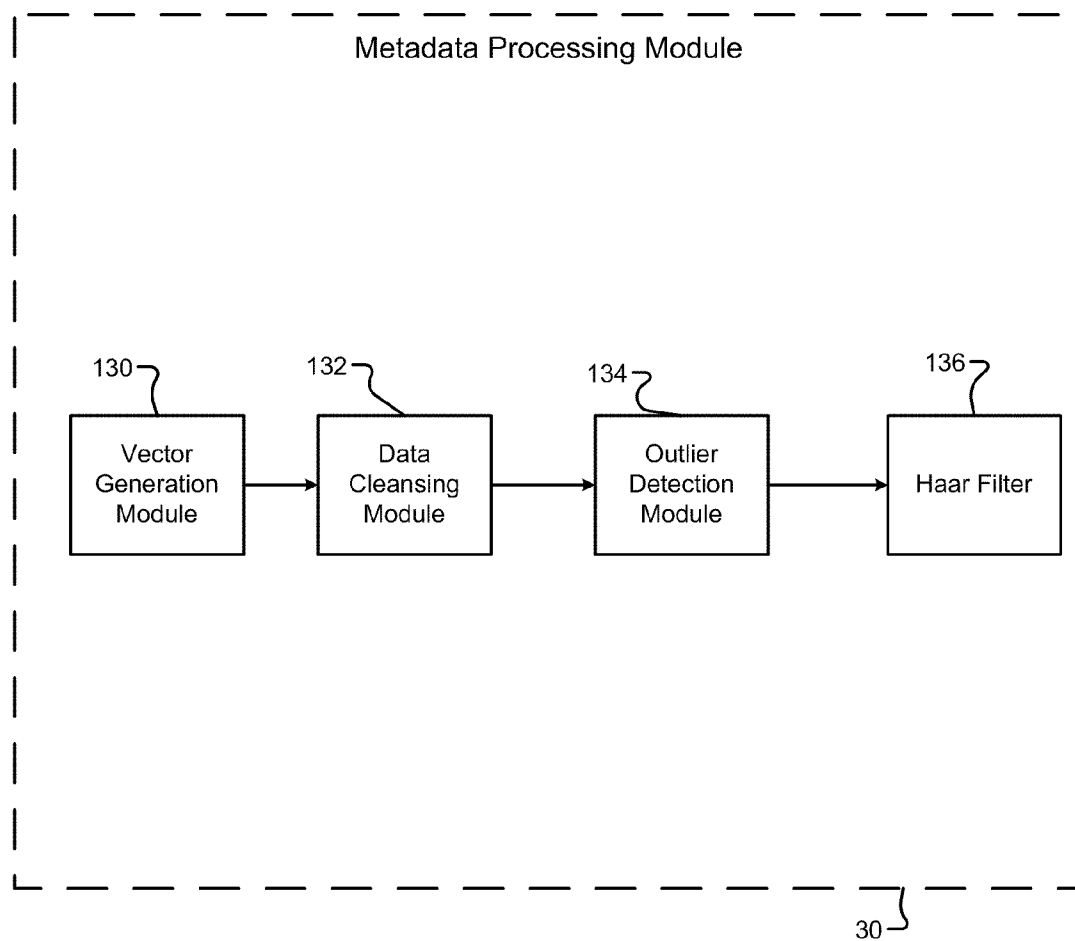 Metadata Processing Module
130
132
134
136
Vector
Generation
Module
Data
Cleansing
Module
Outlier
Detection
Module
Haar Filter
30